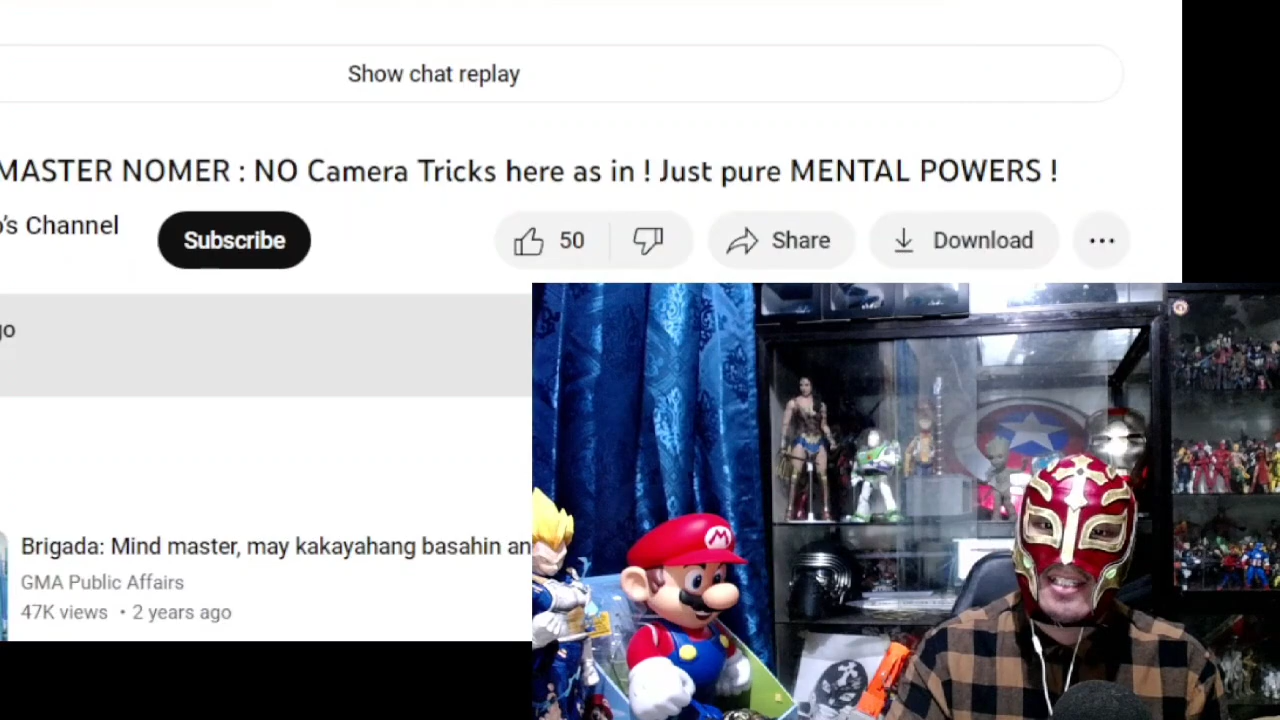 Show chat replay
MASTER NOMER : NO Camera Tricks here as in ! Just pure MENTAL POWERS !
o's Channel
Subscribe
50
Share
Download
go
Brigada: Mind master, may kakayahang basahin an
GMA Public Affairs
47K views • 2 years ago
M